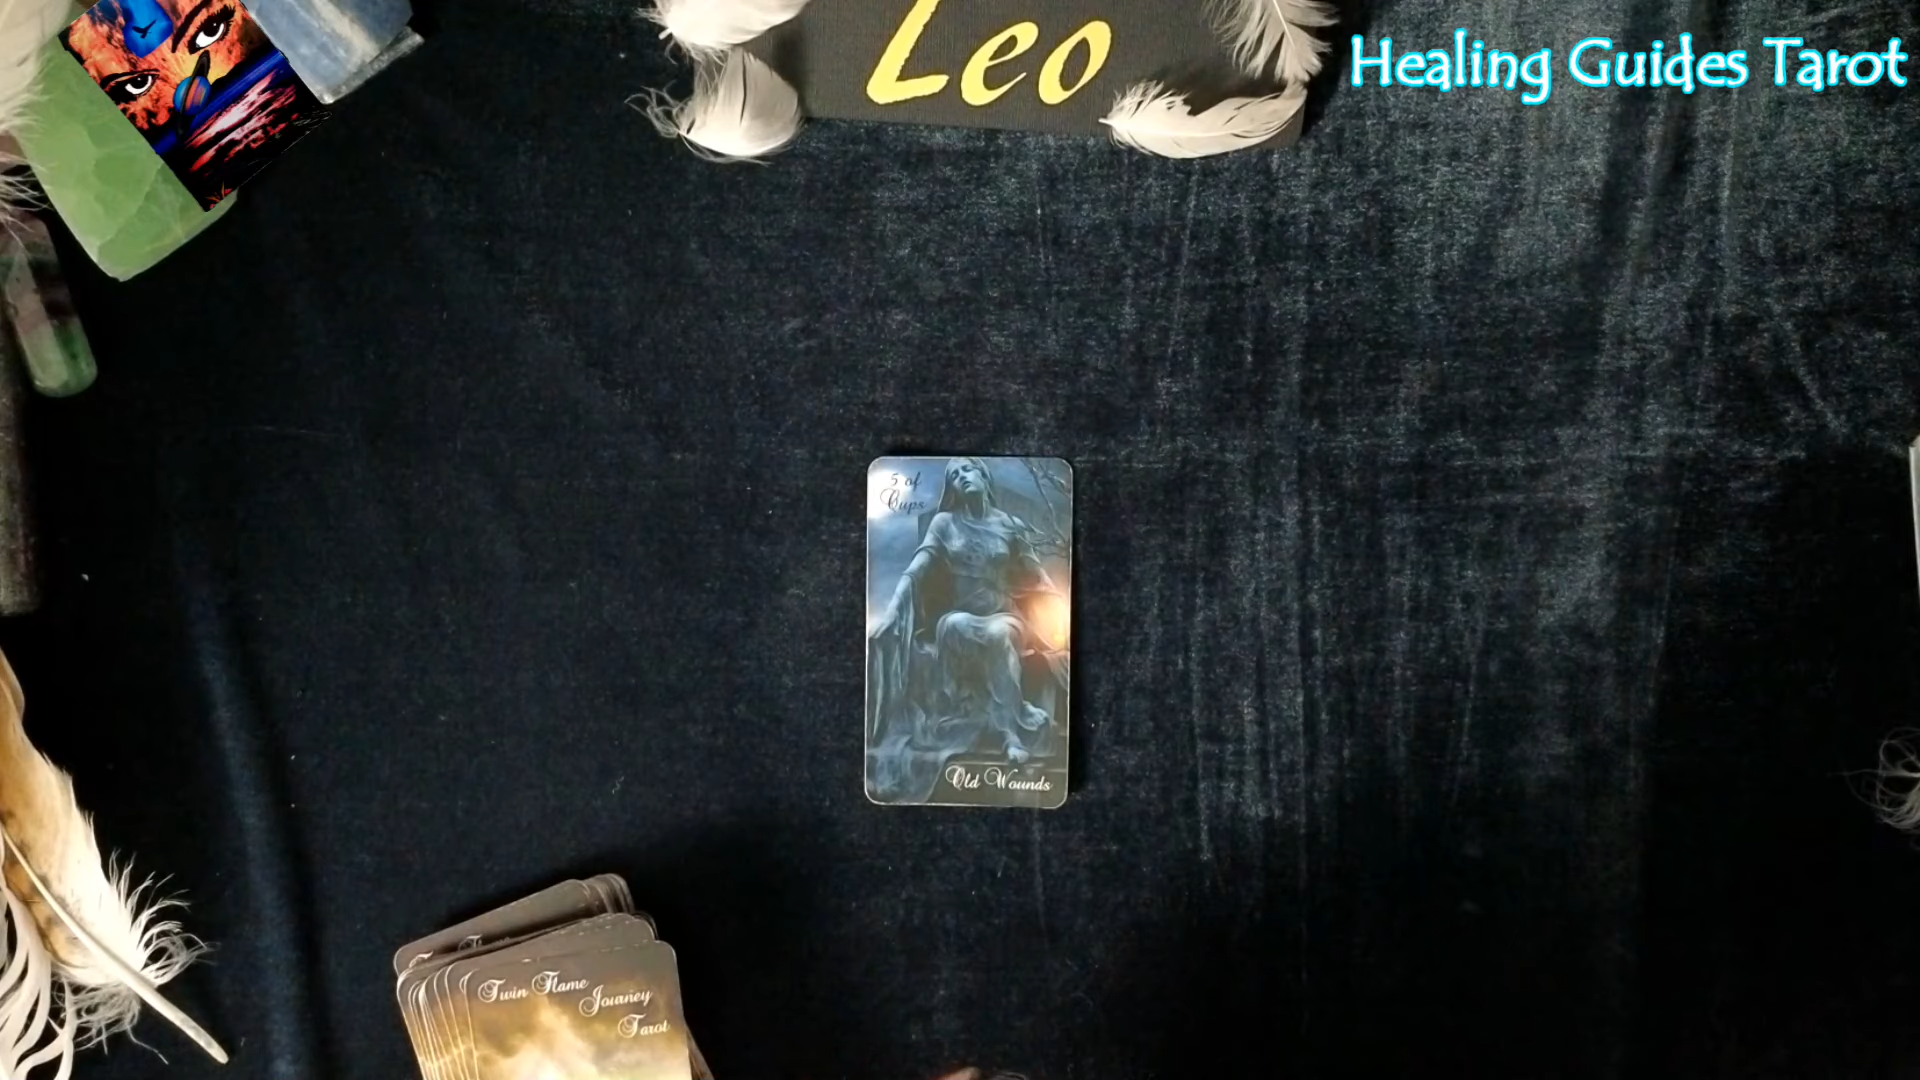 Leo
Healing Guides Tarot
5 of
Cups
Old Wounds
Twin Flame
Journey
Tarot